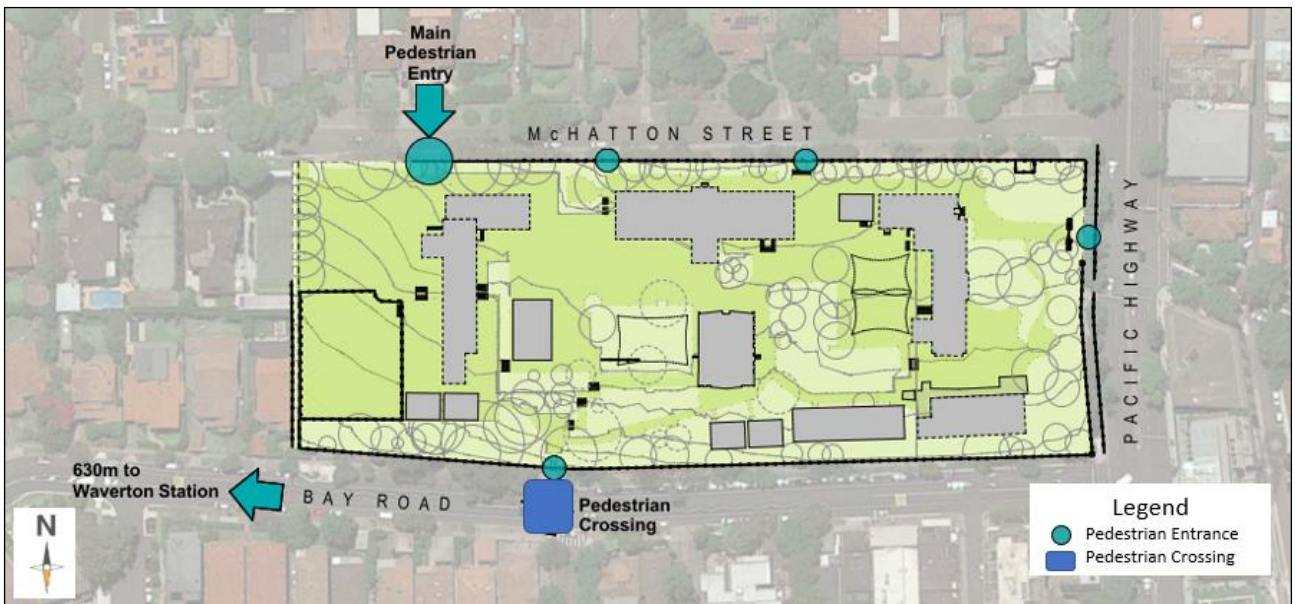 Main
Pedestrian
Entry
McHATTON STREET
PACIFIC HIGHWAY
630m to
Waverton Station
BAY ROAD
Pedestrian
Crossing
N
Legend
Pedestrian Entrance
Pedestrian Crossing